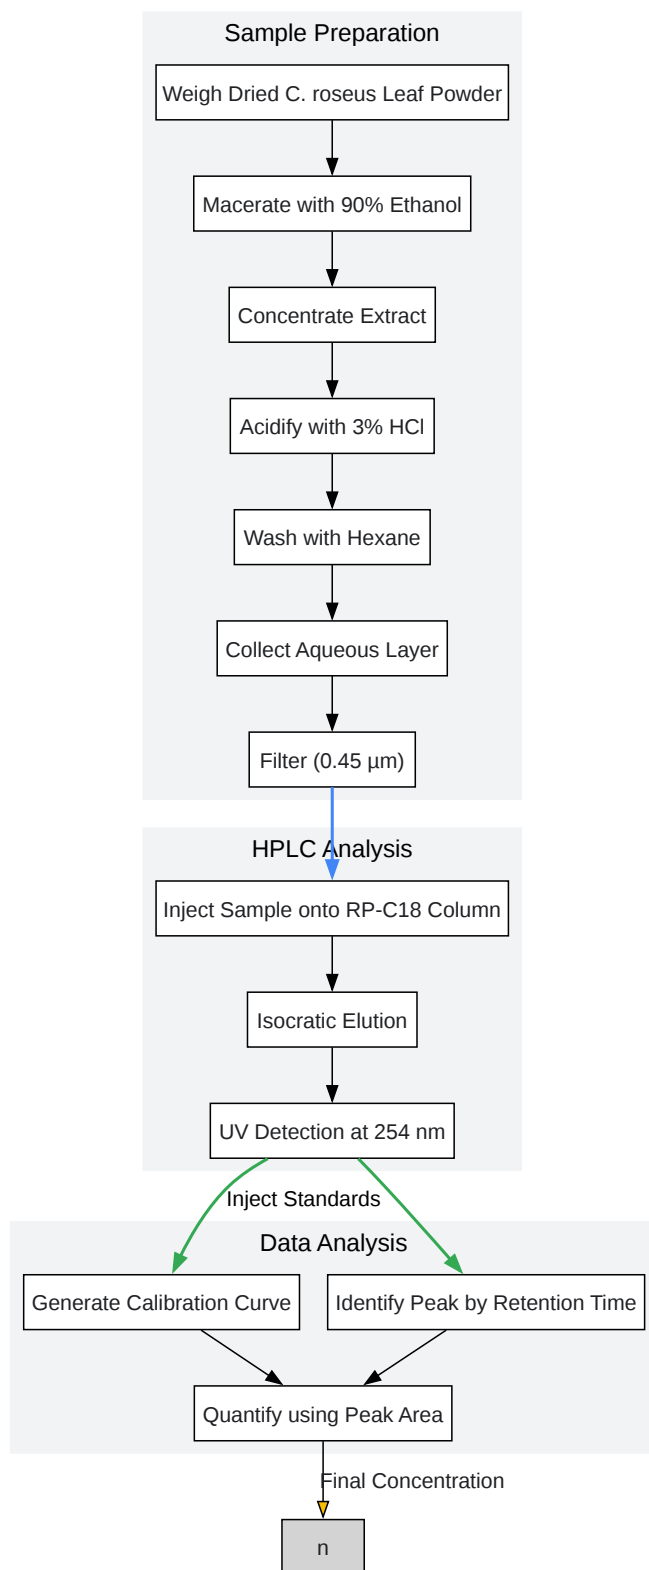 Sample Preparation
Weigh Dried C. roseus Leaf Powder
Macerate with 90% Ethanol
Concentrate Extract
Acidify with 3% HCl
Wash with Hexane
Collect Aqueous Layer
Filter (0.45 µm)
HPLC Analysis
Inject Sample onto RP-C18 Column
Isocratic Elution
UV Detection at 254 nm
Inject Standards
Data Analysis
Generate Calibration Curve
Identify Peak by Retention Time
Quantify using Peak Area
Final Concentration
n